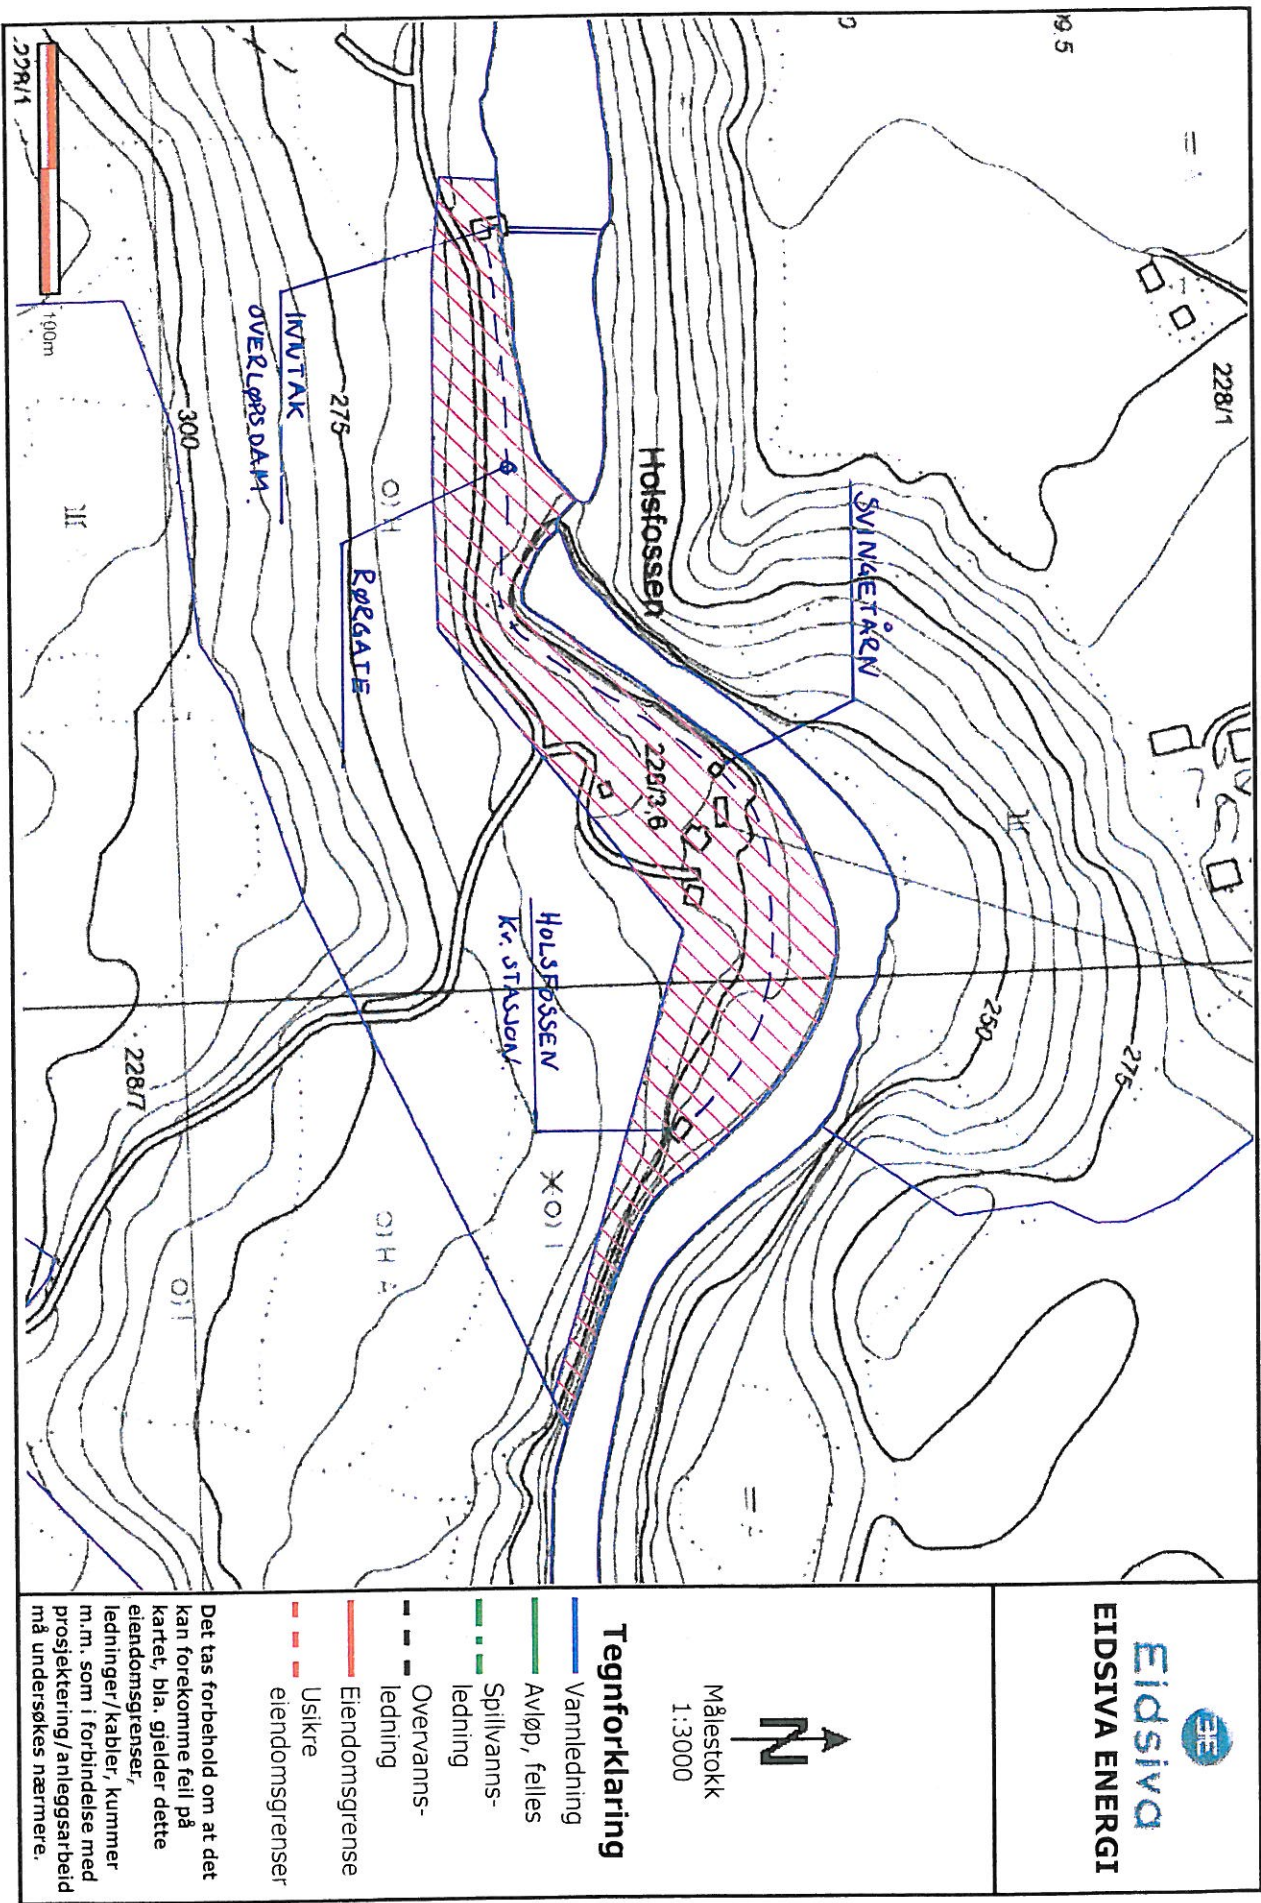 Eidsiva
EIDSIVA ENERGI
N
Målestokk
1:3000
Tegnforklaring
Vannledning
Avløp, felles
Spillvanns-
ledning
Overvanns-
ledning
Eiendomsgrense
Usikre
eiendomsgrenser
Det tas forbehold om at det
kan forekomme feil på
kartet, bla. gjelder dette
eiendomsgrenser,
ledninger/kabler, kummer
m.m. som i forbindelse med
prosjektering/anleggsarbeid
må undersøkes nærmere.
228/1
SVINGETÅRN
Holsfossen
228/3,6
250
275
INNTAK
OVERLØPSDAM.
RØRGATE
HOLSFOSSEN
Kr. STASJON
275
300
228/7
100m
228/1